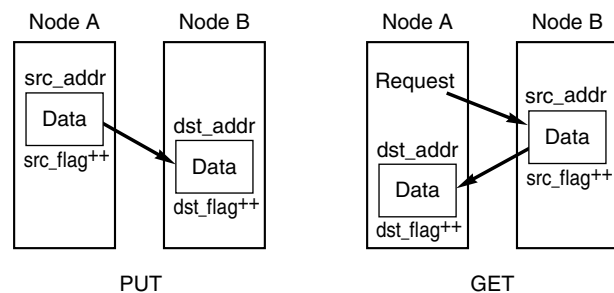 Node A
Node B
src_addr
Data
src_flag++
dst_addr
Data
dst_flag++
PUT
Node A
Node B
Request
src_addr
Data
src_flag++
dst_addr
Data
dst_flag++
GET